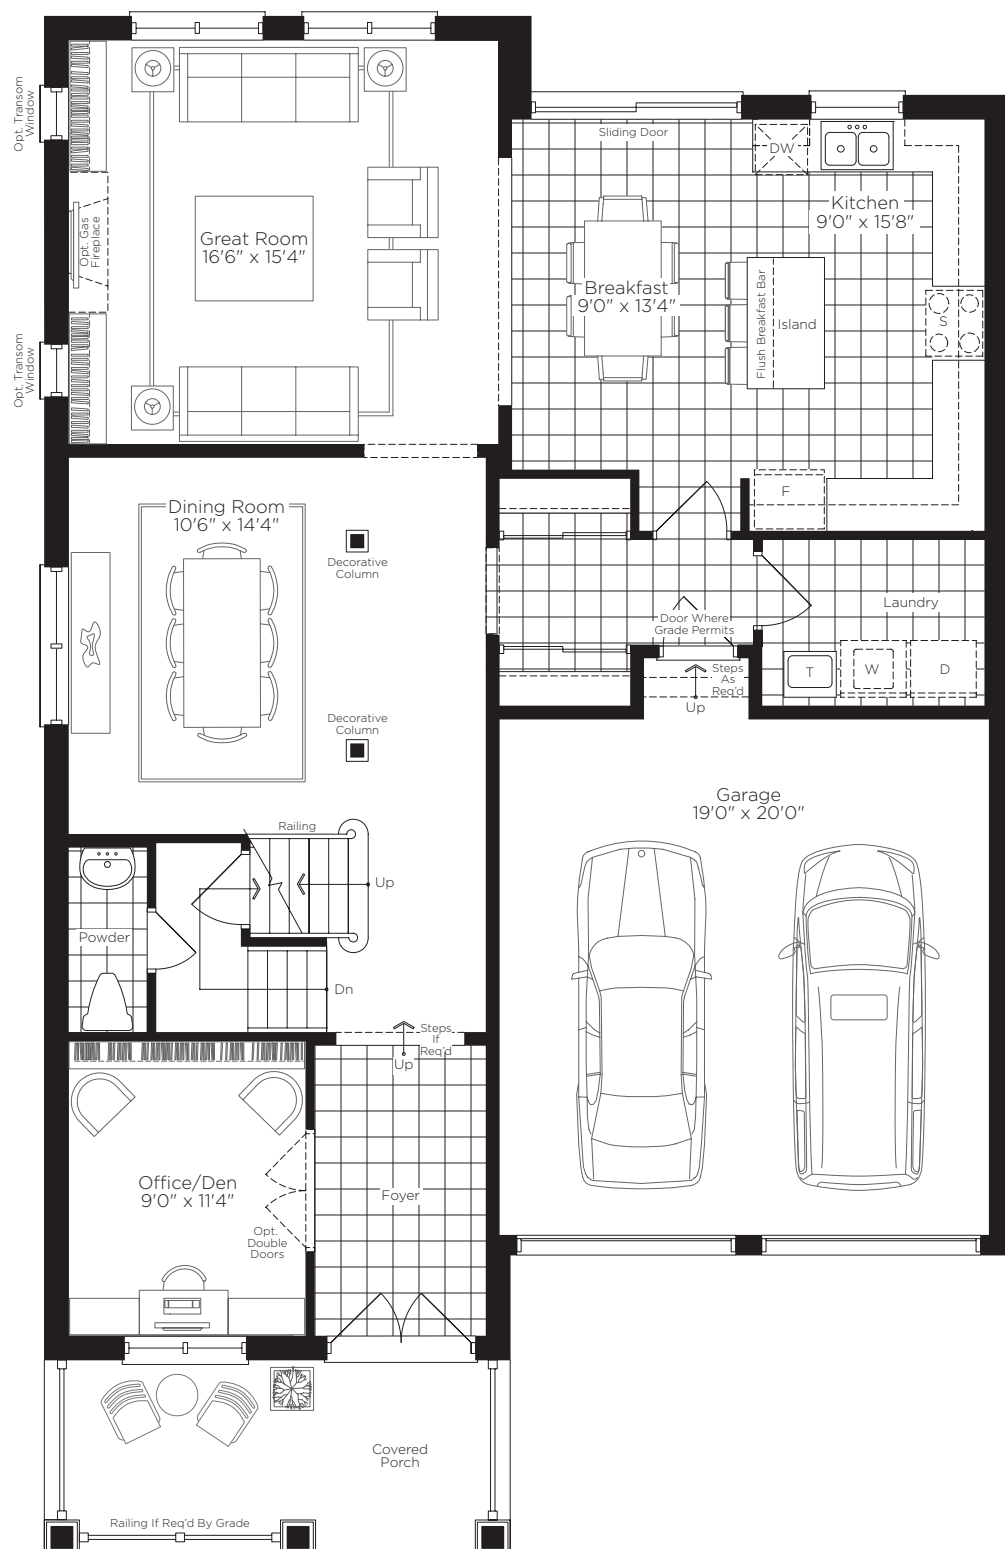 Opt. Transom
Window
Sliding Door
DW
Kitchen
9'0" x 15'8"
Great Room
16'6" x 15'4"
Opt. Gas
Fireplace
Breakfast
9'0" x 13'4"
Flush Breakfast Bar
Island
S
Opt. Transom
Window
F
Dining Room
10'6" x 14'4"
Decorative
Column
Laundry
Door Where
Grade Permits
T
W
D
Steps
As
Req'd
Up
Decorative
Column
Garage
19'0" x 20'0"
Railing
Up
Powder
Dn
Steps
If
Req'd
Up
Office/Den
9'0" x 11'4"
Foyer
Opt.
Double
Doors
Covered
Porch
Railing If Req'd By Grade